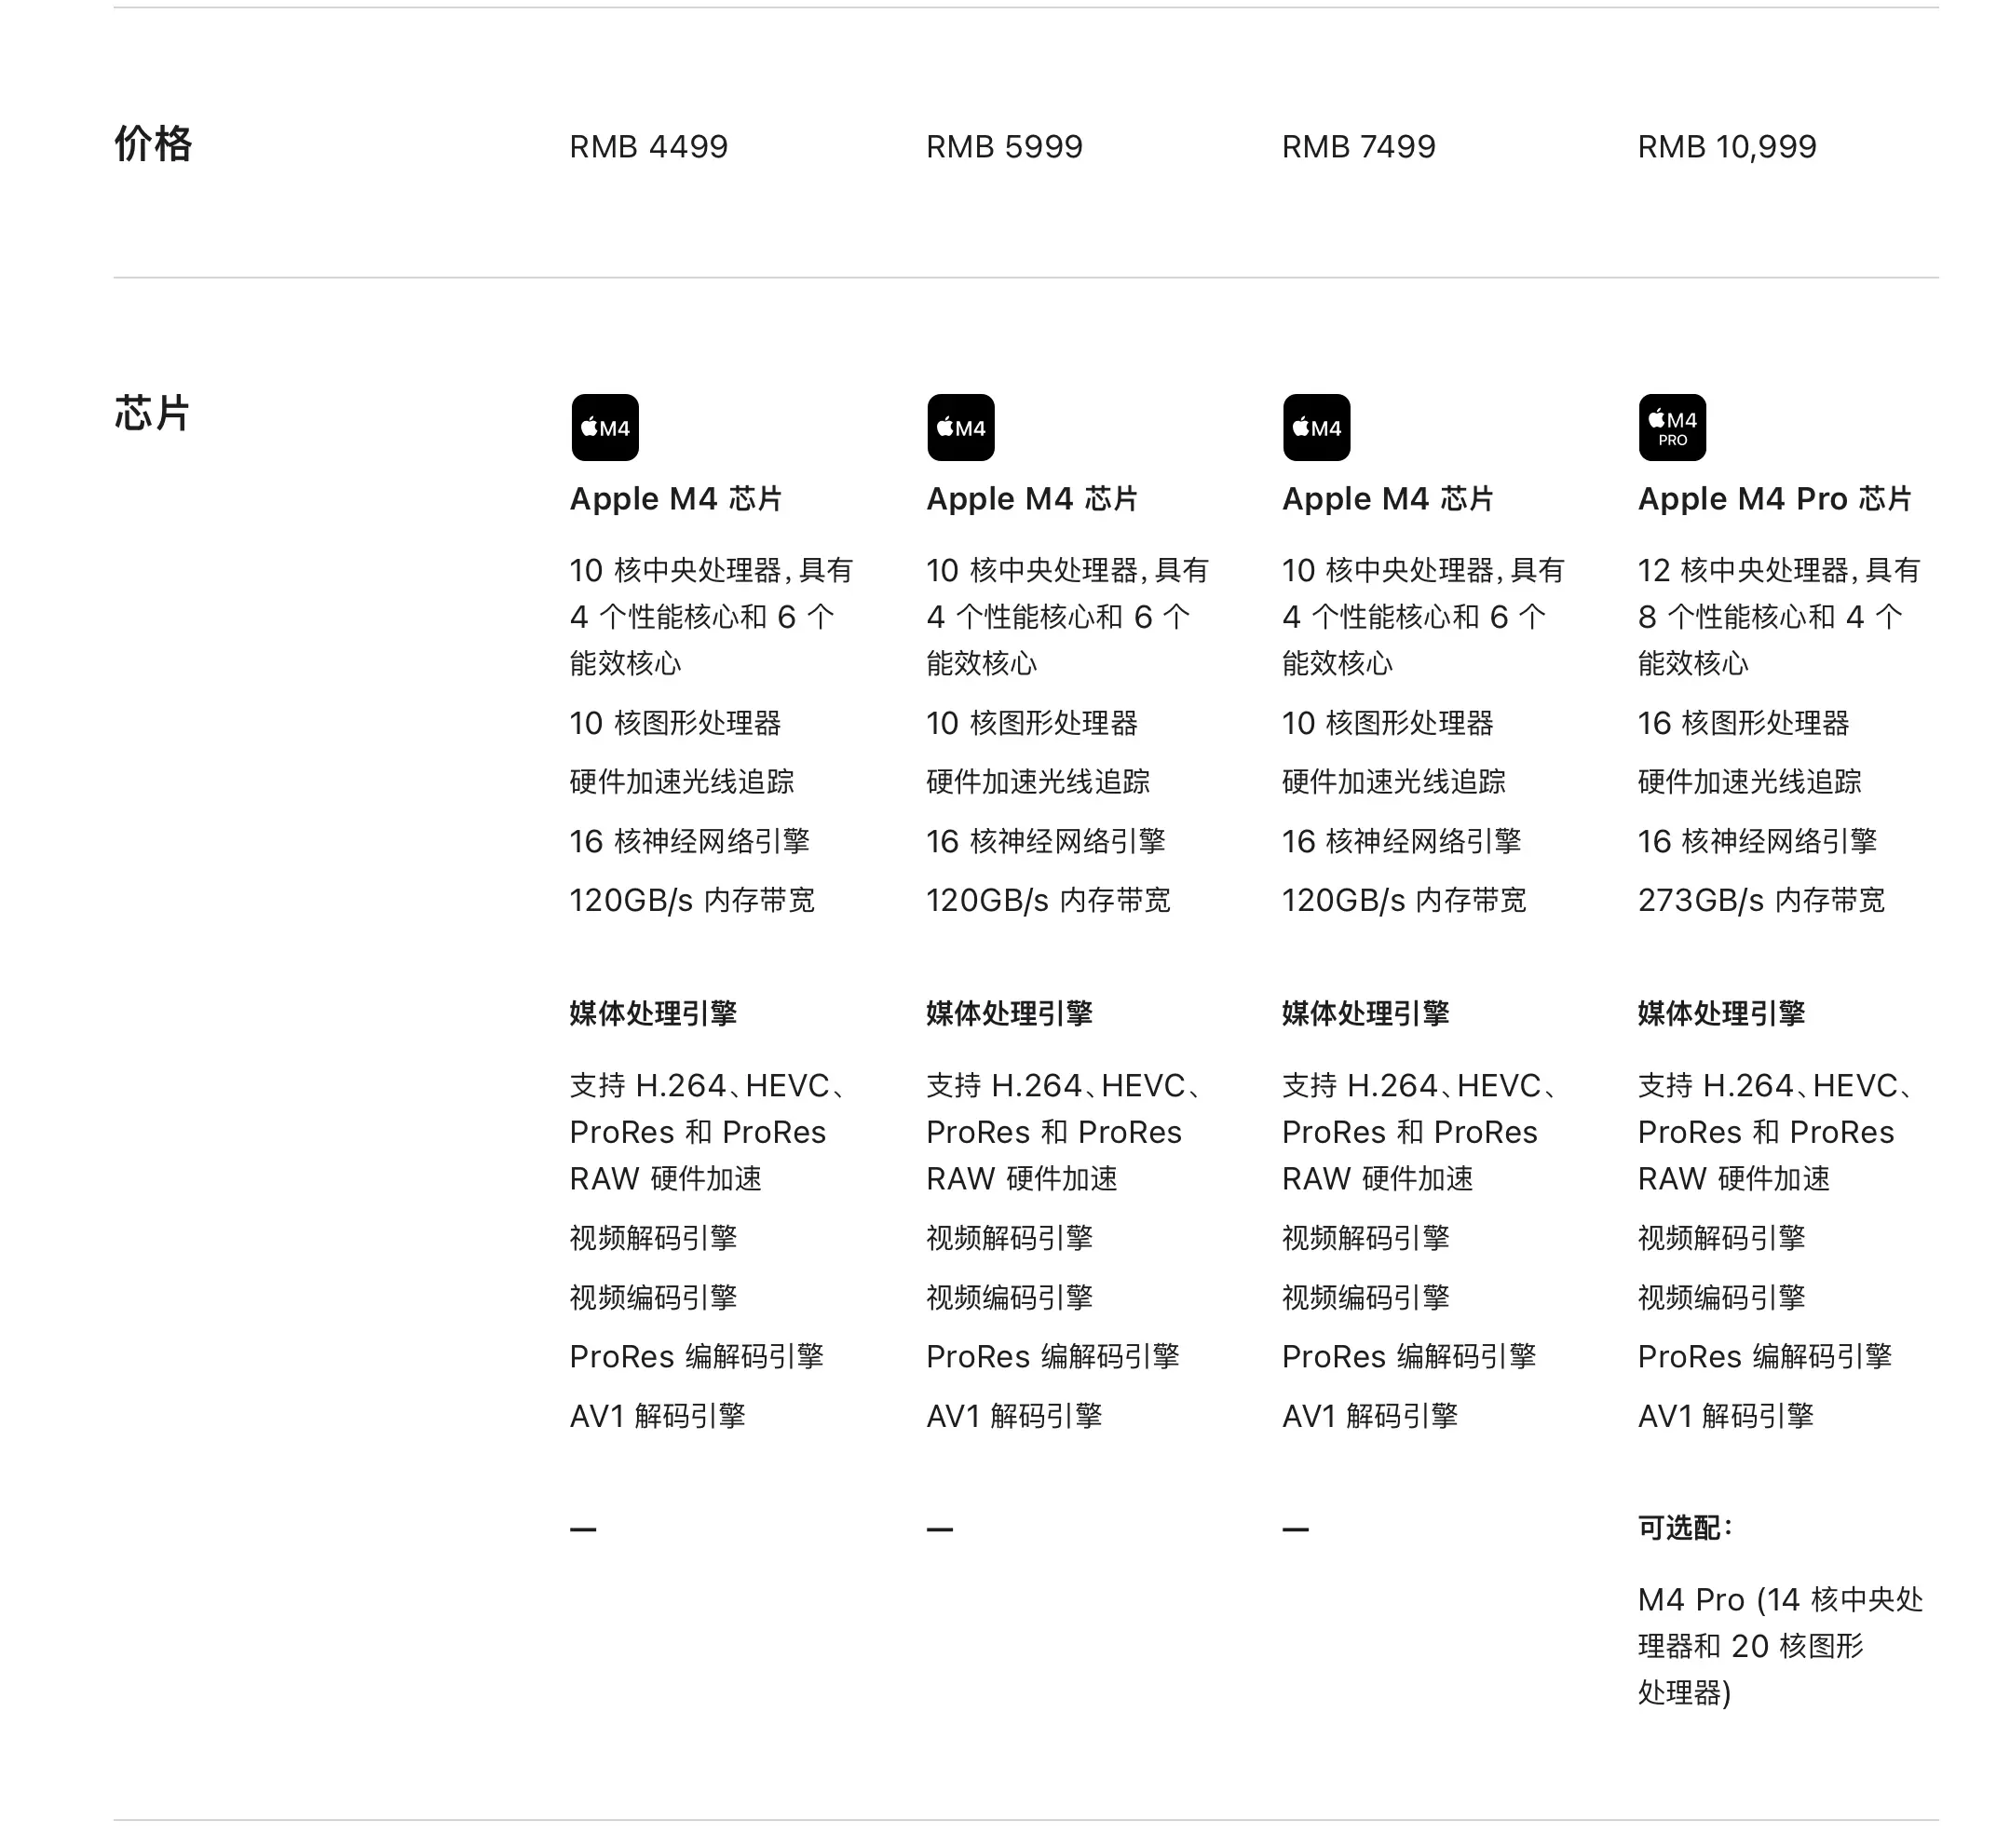 价格
RMB 4499
RMB 5999
RMB 7499
RMB 10,999
芯片
M4
Apple M4 芯片
10 核中央处理器，具有
4 个性能核心和 6 个
能效核心
10 核图形处理器
硬件加速光线追踪
16 核神经网络引擎
120GB/s 内存带宽
媒体处理引擎
支持 H.264、HEVC、
ProRes 和 ProRes
RAW 硬件加速
视频解码引擎
视频编码引擎
ProRes 编解码引擎
AV1 解码引擎
—
M4
Apple M4 芯片
10 核中央处理器，具有
4 个性能核心和 6 个
能效核心
10 核图形处理器
硬件加速光线追踪
16 核神经网络引擎
120GB/s 内存带宽
媒体处理引擎
支持 H.264、HEVC、
ProRes 和 ProRes
RAW 硬件加速
视频解码引擎
视频编码引擎
ProRes 编解码引擎
AV1 解码引擎
—
M4
Apple M4 芯片
10 核中央处理器，具有
4 个性能核心和 6 个
能效核心
10 核图形处理器
硬件加速光线追踪
16 核神经网络引擎
120GB/s 内存带宽
媒体处理引擎
支持 H.264、HEVC、
ProRes 和 ProRes
RAW 硬件加速
视频解码引擎
视频编码引擎
ProRes 编解码引擎
AV1 解码引擎
—
M4
PRO
Apple M4 Pro 芯片
12 核中央处理器，具有
8 个性能核心和 4 个
能效核心
16 核图形处理器
硬件加速光线追踪
16 核神经网络引擎
273GB/s 内存带宽
媒体处理引擎
支持 H.264、HEVC、
ProRes 和 ProRes
RAW 硬件加速
视频解码引擎
视频编码引擎
ProRes 编解码引擎
AV1 解码引擎
可选配：
M4 Pro (14 核中央处
理器和 20 核图形
处理器)